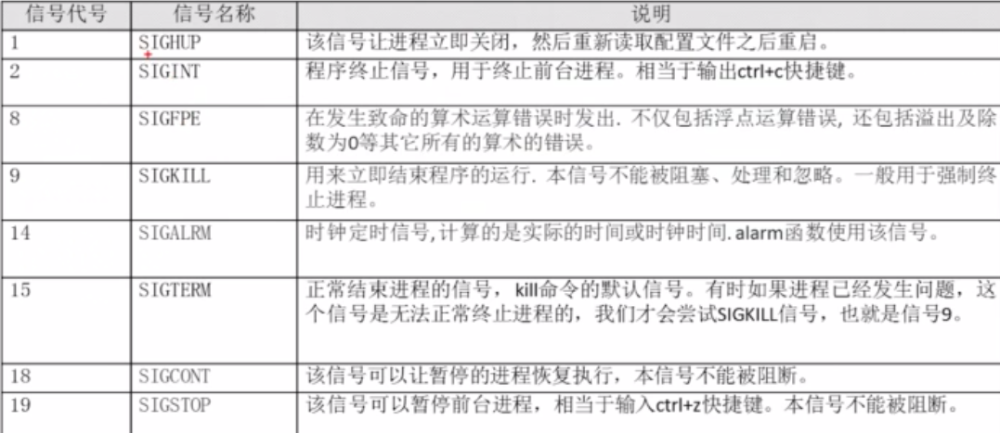 信号代号 信号名称 说明
1 SIGHUP 该信号让进程立即关闭，然后重新读取配置文件之后重启。
2 SIGINT 程序终止信号，用于终止前台进程。相当于输出ctrl+c快捷键。
8 SIGFPE 在发生致命的算术运算错误时发出. 不仅包括浮点运算错误, 还包括溢出及除
数为0等其它所有的算术的错误。
9 SIGKILL 用来立即结束程序的运行. 本信号不能被阻塞、处理和忽略。一般用于强制终
止进程。
14 SIGALRM 时钟定时信号,计算的是实际的时间或时钟时间. alarm函数使用该信号。
15 SIGTERM 正常结束进程的信号，kill命令的默认信号。有时如果进程已经发生问题，这
个信号是无法正常终止进程的，我们才会尝试SIGKILL信号，也就是信号9。
18 SIGCONT 该信号可以让暂停的进程恢复执行，本信号不能被阻断。
19 SIGSTOP 该信号可以暂停前台进程，相当于输入ctrl+z快捷键。本信号不能被阻断。